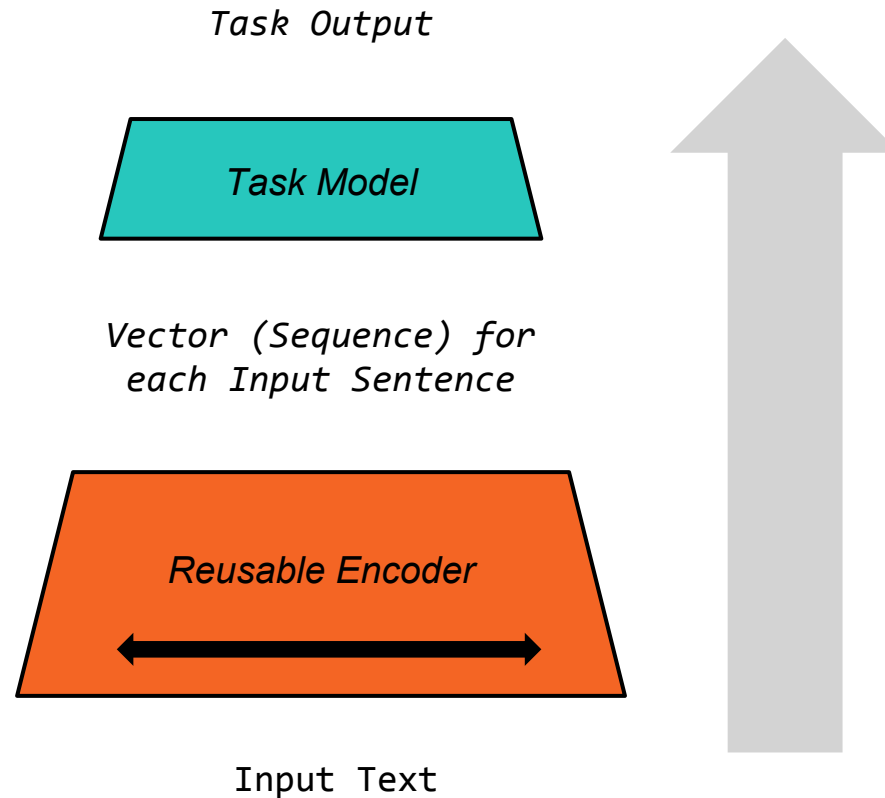 Task Output
Task Model
Vector (Sequence) for
each Input Sentence
Reusable Encoder
Input Text